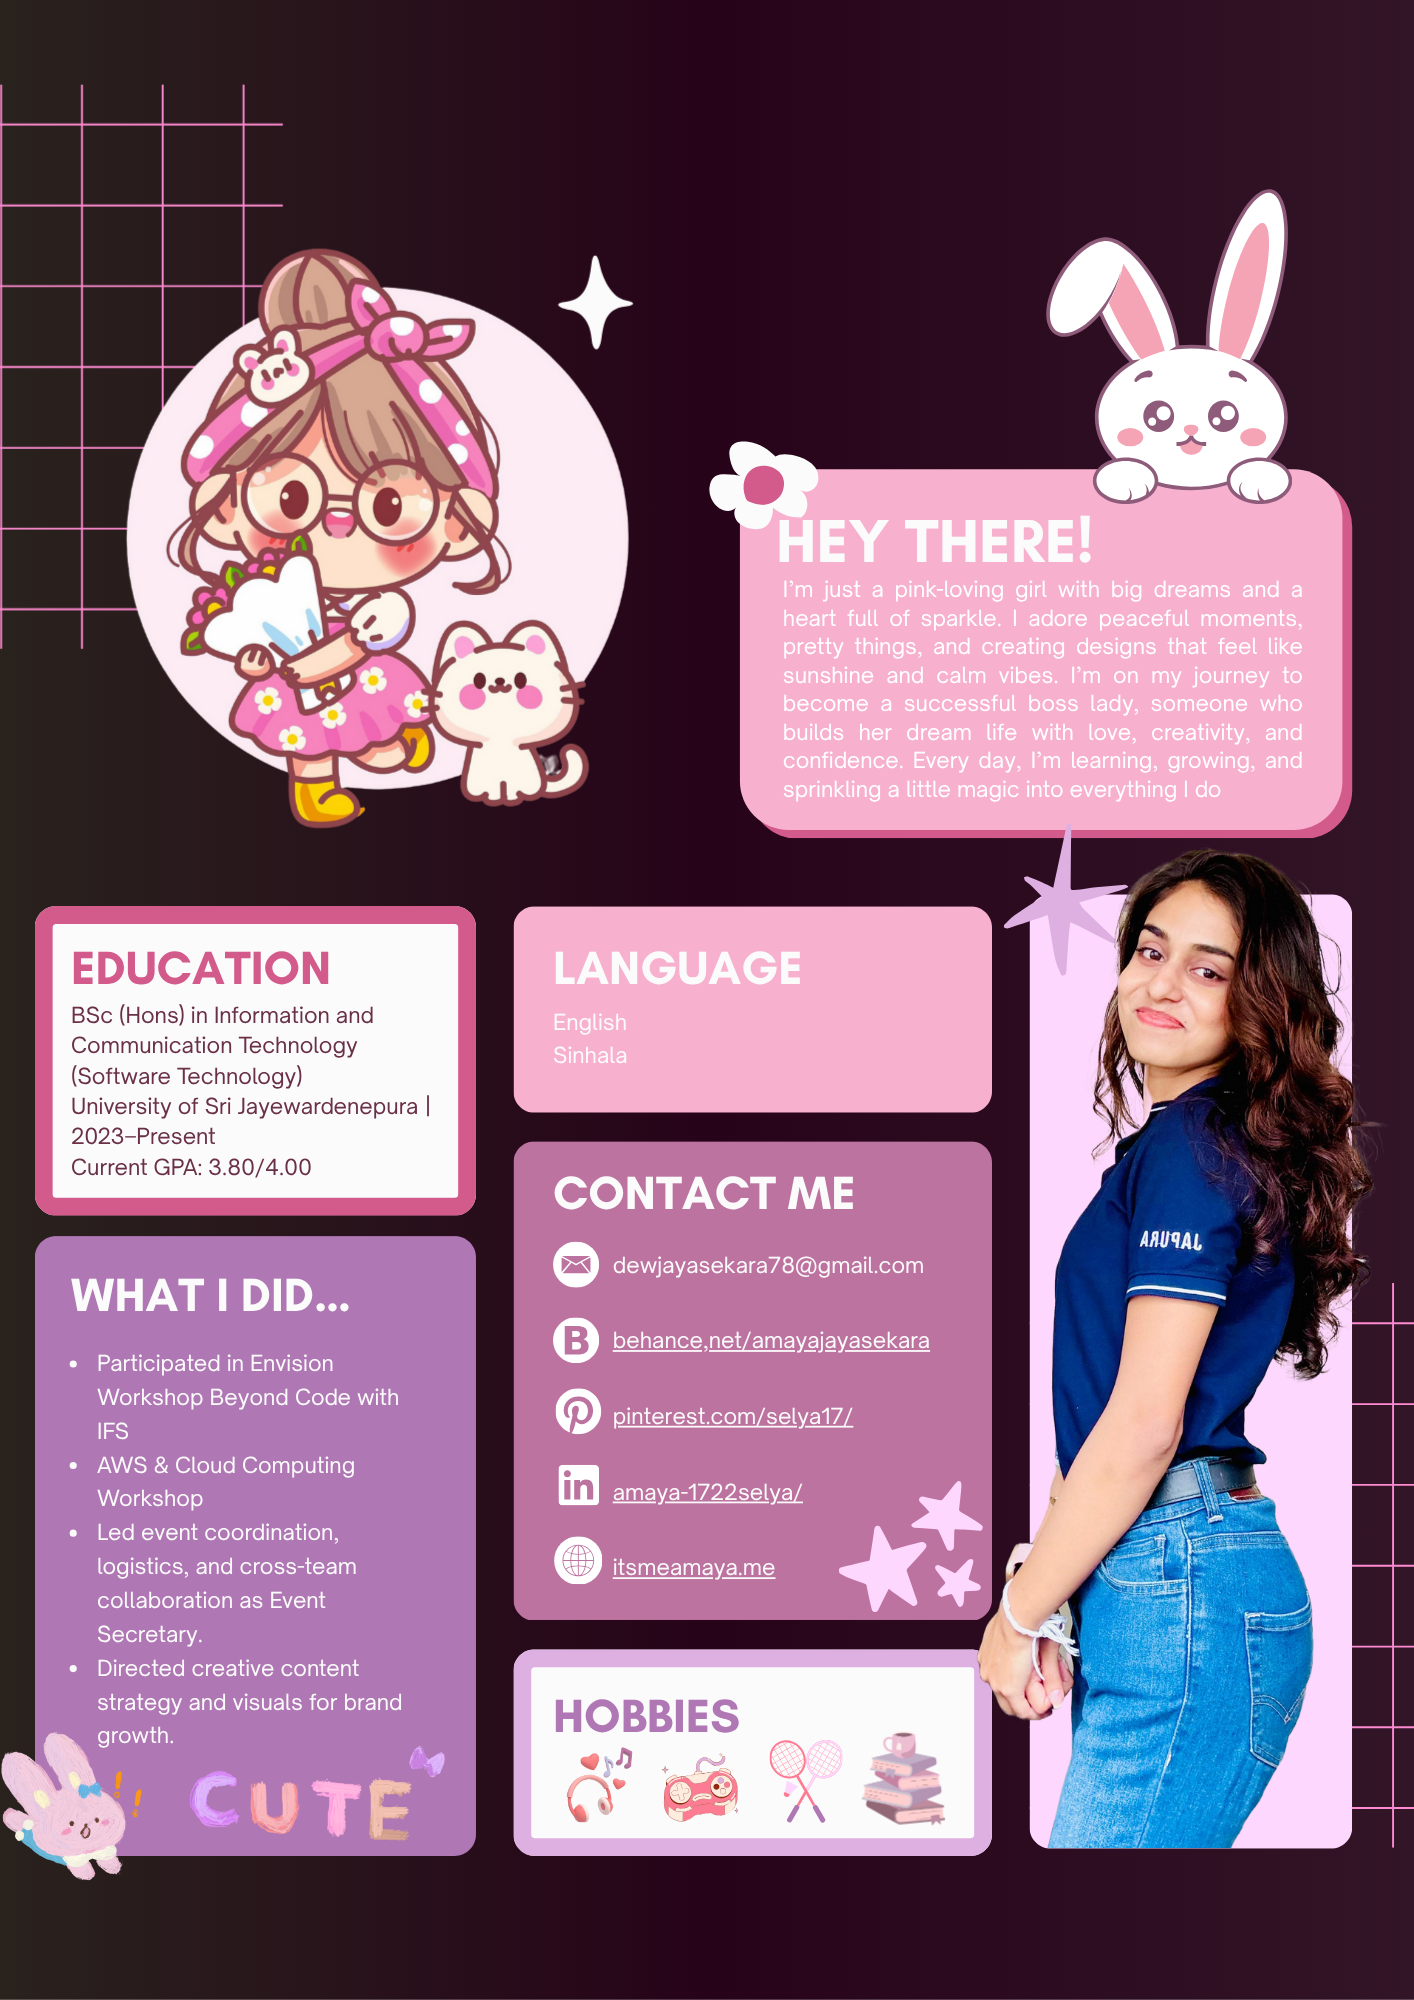 HEY THERE!
I'm just a pink-loving girl with big dreams and a
heart full of sparkle. I adore peaceful moments,
pretty things, and creating designs that feel like
sunshine and calm vibes. I'm on my journey to
become a successful boss lady, someone who
builds her dream life with love, creativity, and
confidence. Every day, I'm learning, growing, and
sprinkling a little magic into everything I do
EDUCATION
BSc (Hons) in Information and
Communication Technology
(Software Technology)
University of Sri Jayewardenepura |
2023–Present
Current GPA: 3.80/4.00
WHAT I DID...
• Participated in Envision
Workshop Beyond Code with
IFS
• AWS & Cloud Computing
Workshop
• Led event coordination,
logistics, and cross-team
collaboration as Event
Secretary.
• Directed creative content
strategy and visuals for brand
growth.
!! CUTE
LANGUAGE
English
Sinhala
CONTACT ME
dewjayasekara78@gmail.com
B behance,net/amayajayasekara
pinterest.com/selya17/
in amaya-1722selya/
itsmeamaya.me
HOBBIES
JAPURA